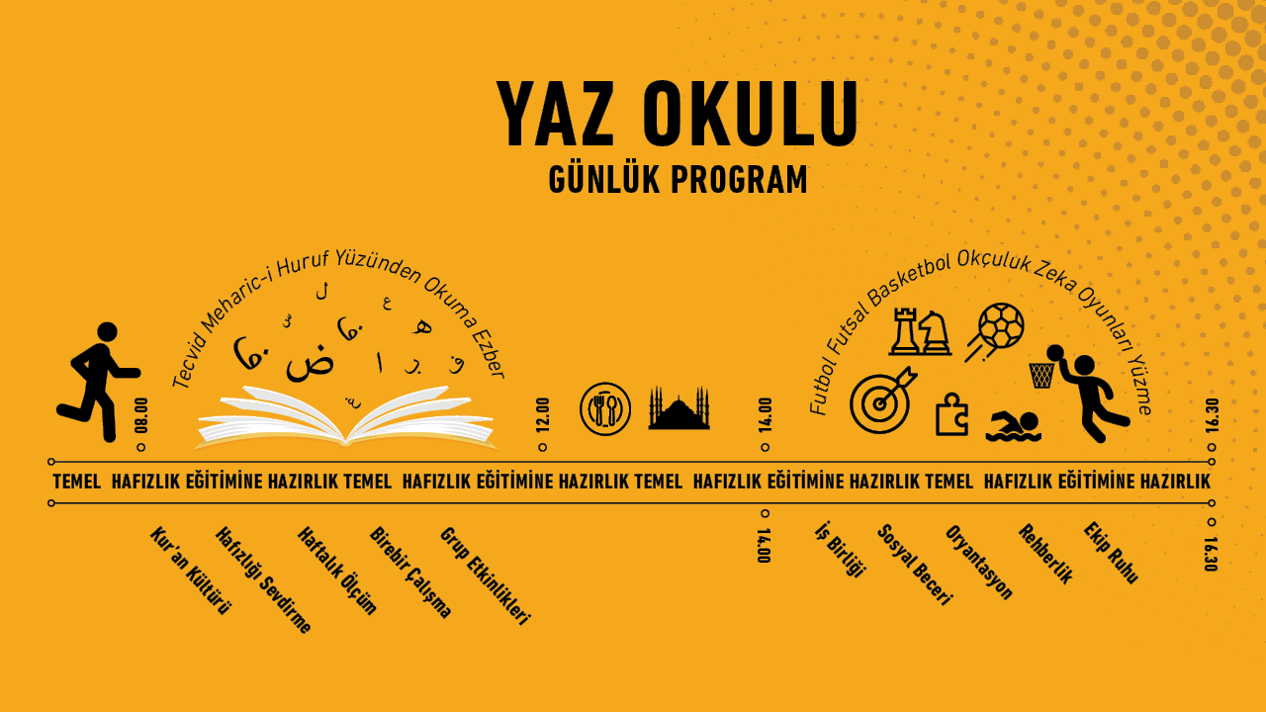 YAZ OKULU
GÜNLÜK PROGRAM
Tecvid Meharic-i Huruf Yüzünden Okuma Ezber
Futbol Futsal Basketbol Okçuluk Zeka Oyunları Yüzme
ل
ع
ض
ا
08.00
12.00
14.00
16.30
TEMEL HAFIZLIK EĞİTİMİNE HAZIRLIK TEMEL HAFIZLIK EĞİTİMİNE HAZIRLIK TEMEL HAFIZLIK EĞİTİMİNE HAZIRLIK TEMEL HAFIZLIK EĞİTİMİNE HAZIRLIK
14.00
16.30
Kur'an Kültürü
Hafızlığı Sevdirme
Haftalık Ölçüm
Birebir Çalışma
Grup Etkinlikleri
İş Birliği
Sosyal Beceri
Oryantasyon
Rehberlik
Ekip Ruhu